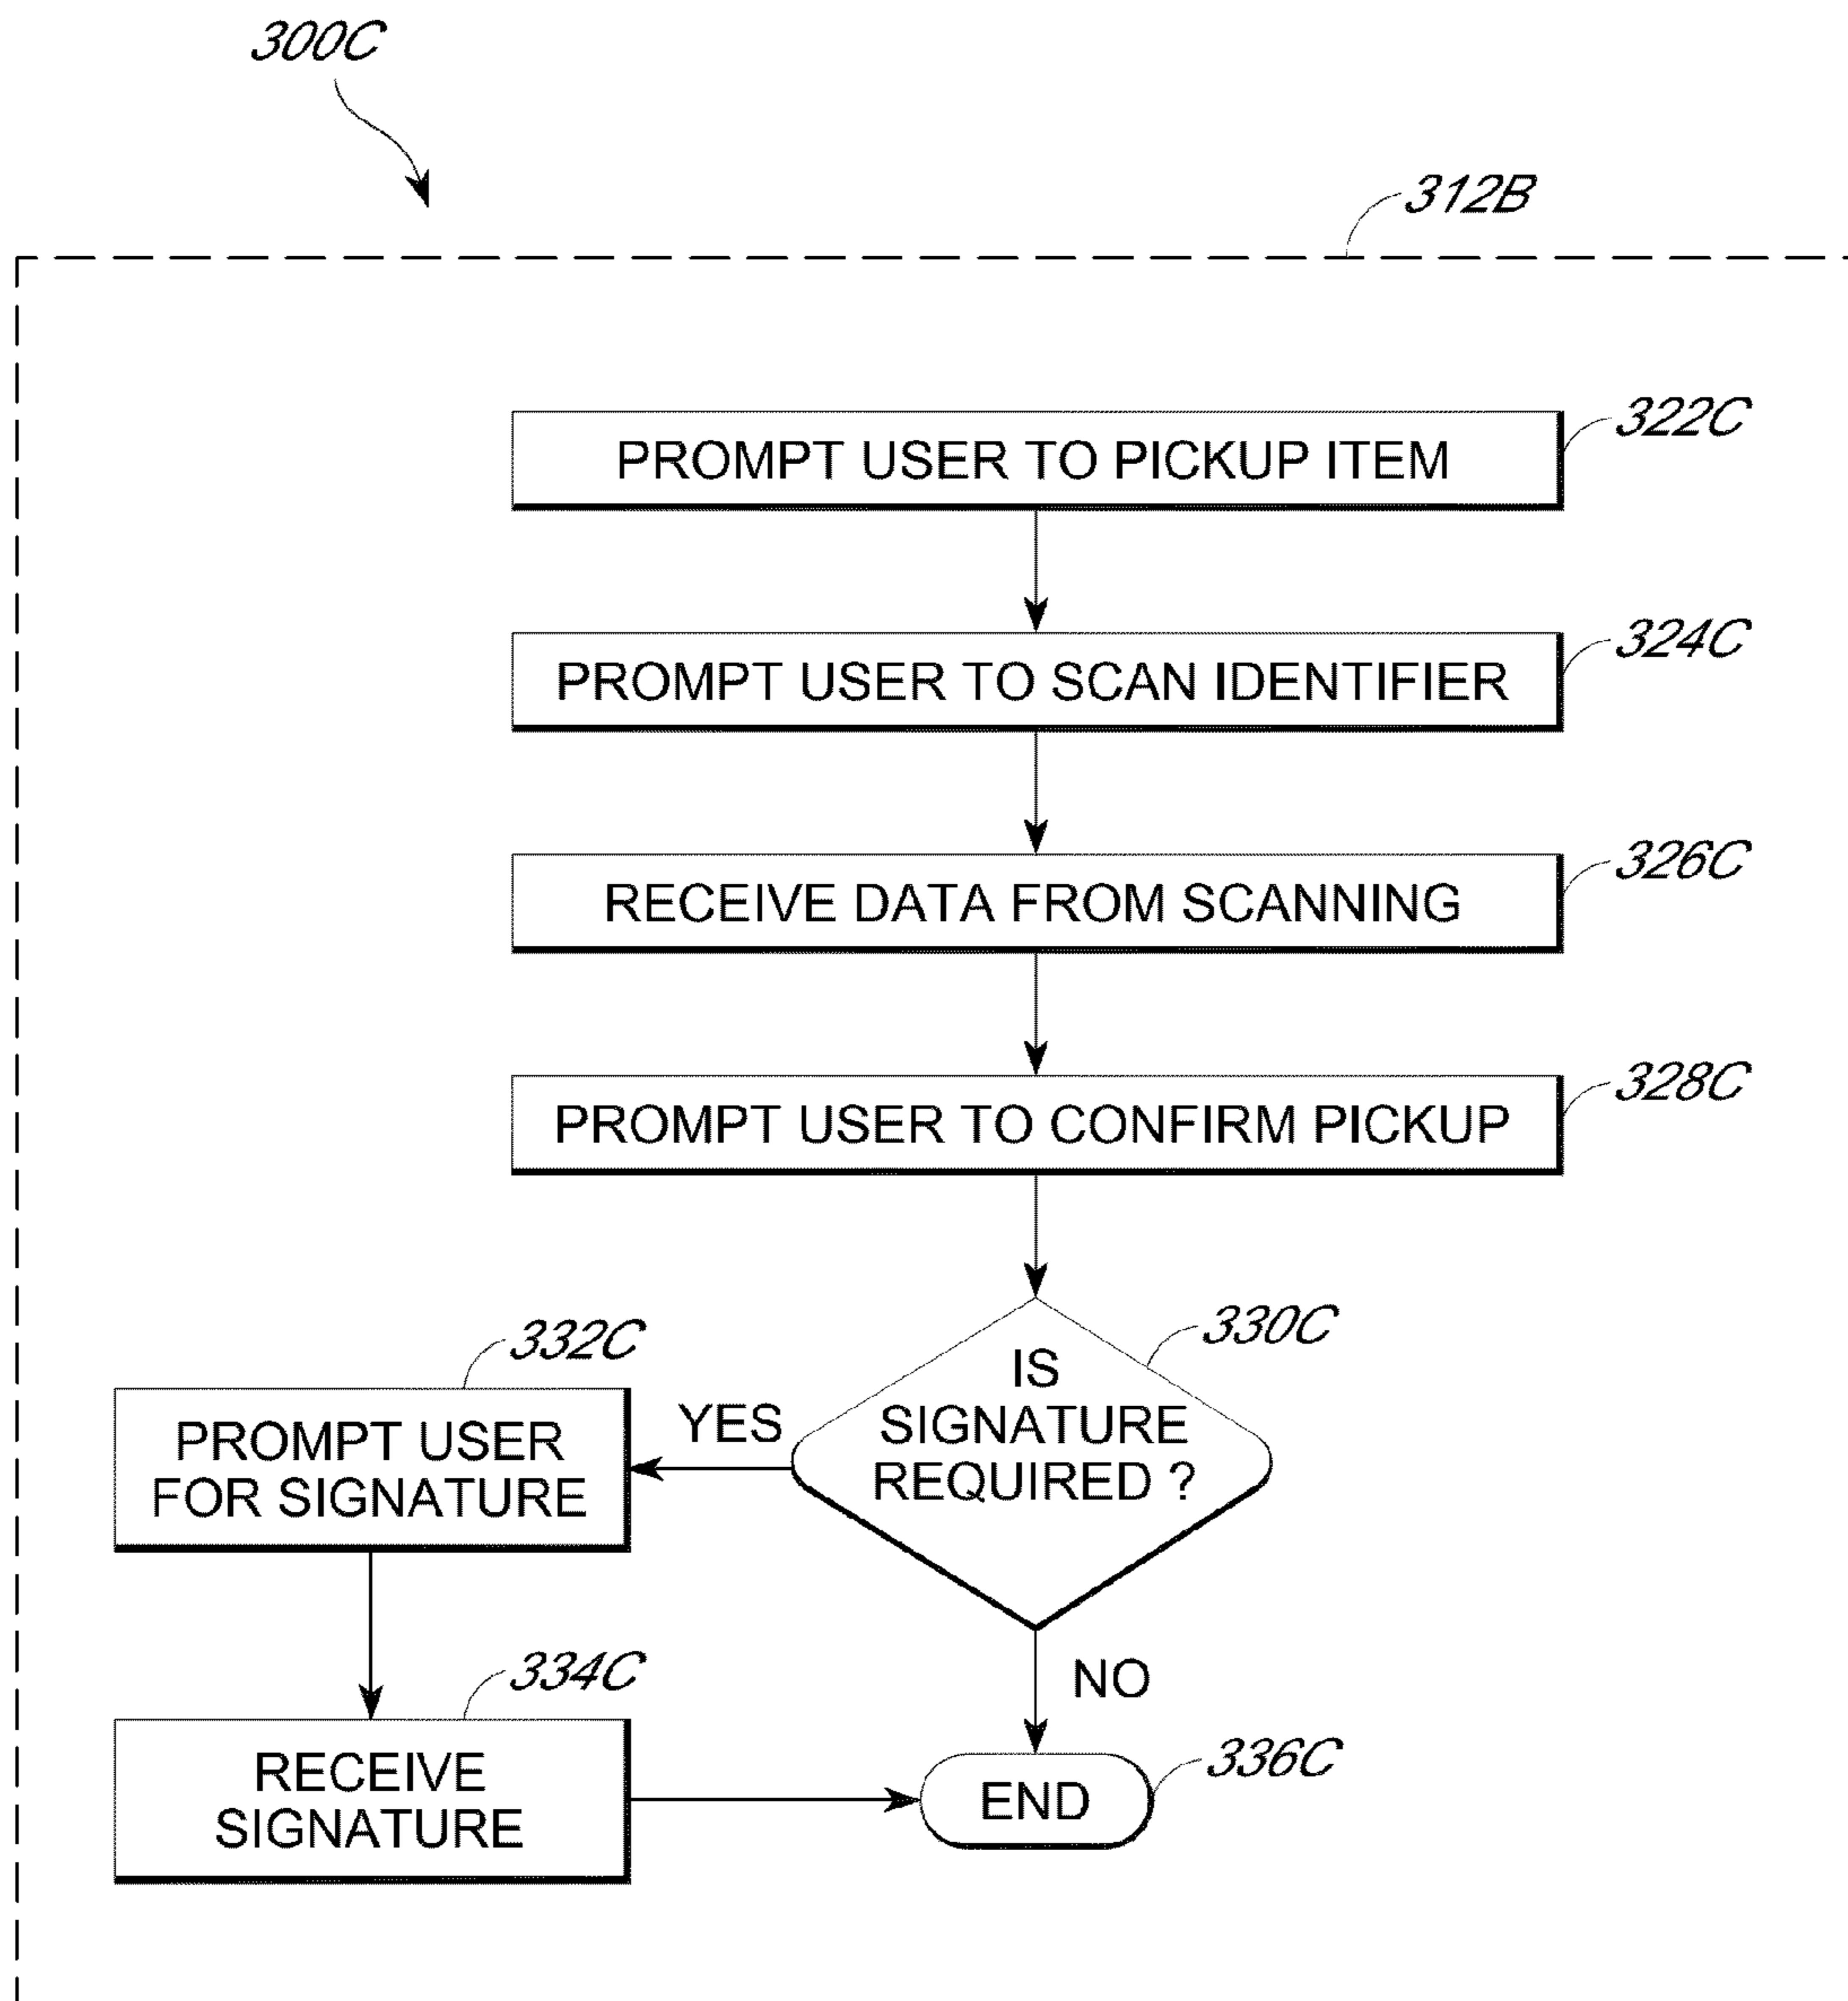 300C
312B
PROMPT USER TO PICKUP ITEM
322C
PROMPT USER TO SCAN IDENTIFIER
324C
RECEIVE DATA FROM SCANNING
326C
PROMPT USER TO CONFIRM PICKUP
328C
330C
IS
SIGNATURE
REQUIRED ?
YES
332C
PROMPT USER
FOR SIGNATURE
NO
334C
RECEIVE
SIGNATURE
END
336C